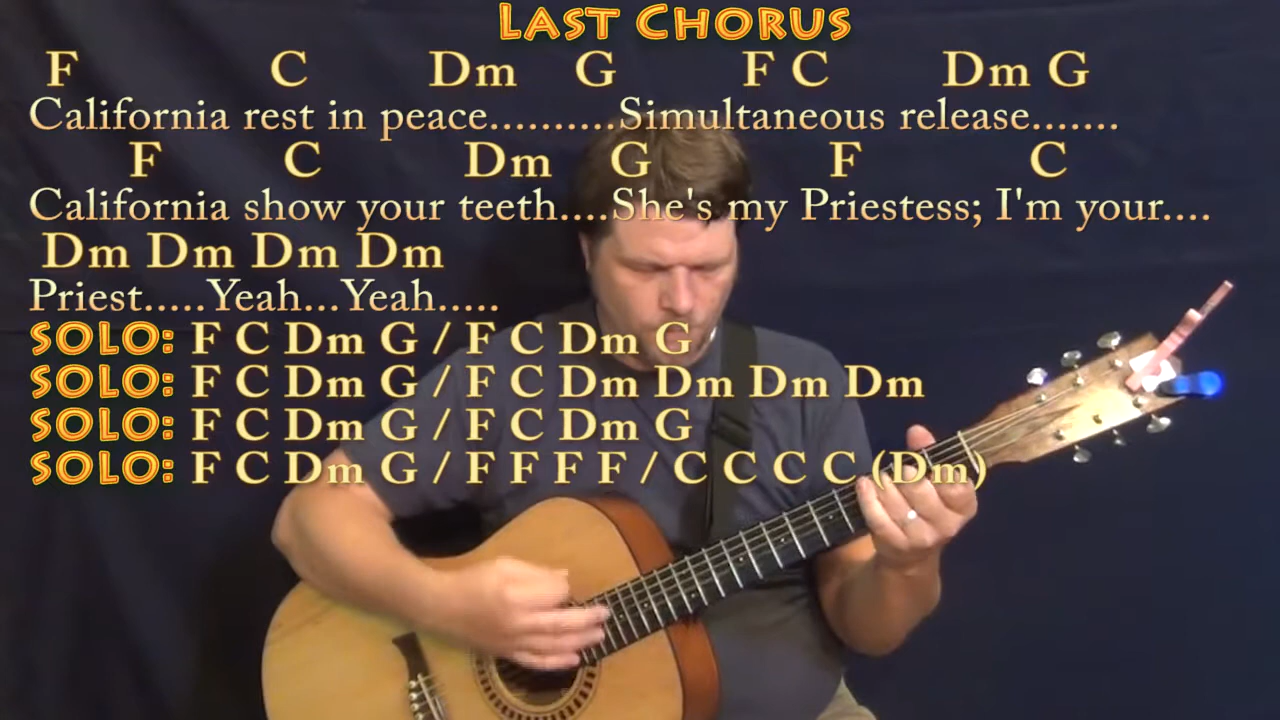 LAST CHORUS
F C Dm G F C Dm G
California rest in peace..........Simultaneous release.......
F C Dm G F C
California show your teeth....She's my Priestess; I'm your....
Dm Dm Dm Dm
Priest.....Yeah...Yeah.....
SOLO: F C Dm G / F C Dm G
SOLO: F C Dm G / F C Dm Dm Dm Dm
SOLO: F C Dm G / F C Dm G
SOLO: F C Dm G / F F F F / C C C C (Dm)